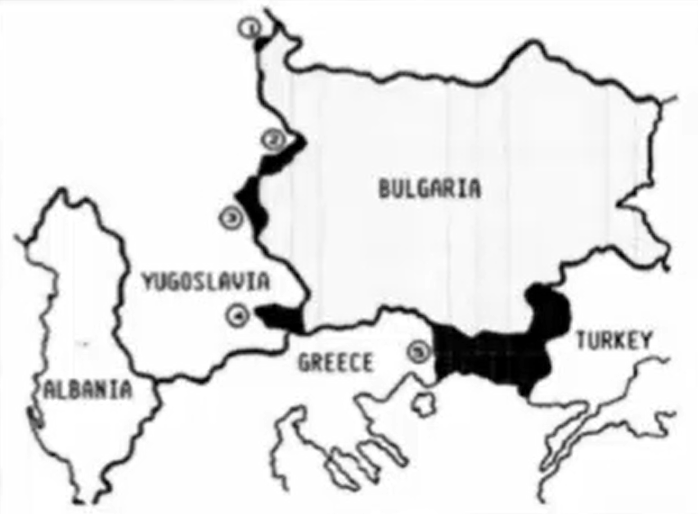 1
2
BULGARIA
3
YUGOSLAVIA
4
GREECE
5
TURKEY
ALBANIA